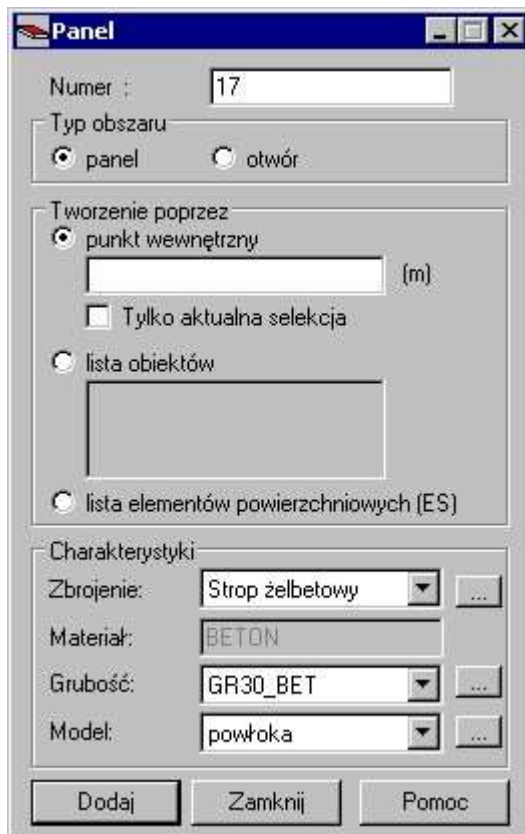 Panel
Numer : 17
Typ obszaru
panel otwór
Tworzenie poprzez
punkt wewnętrzny
(m)
Tylko aktualna selekcja
lista obiektów
lista elementów powierzchniowych (ES)
Charakterystyki
Zbrojenie: Strop żelbetowy ...
Materiał: BETON
Grubość: GR30_BET ...
Model: powłoka ...
Dodaj Zamknij Pomoc